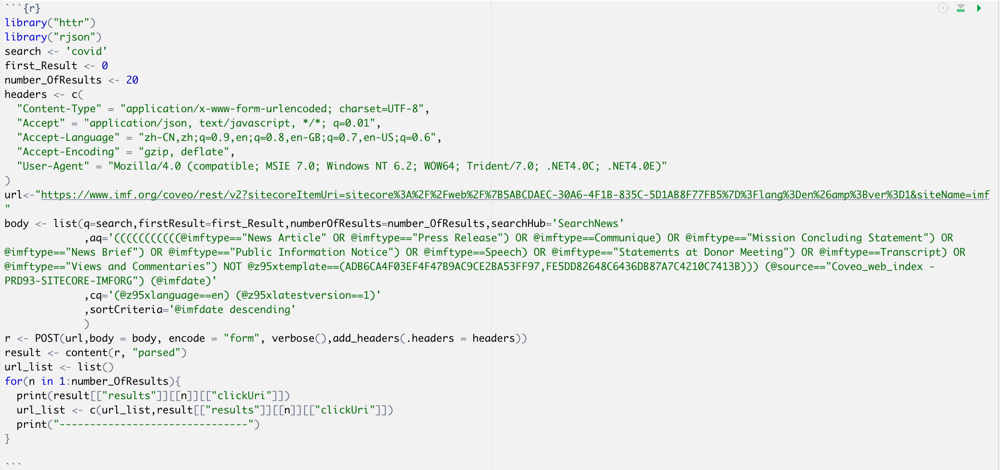 ```{r}
library("httr")
library("rjson")
search <- 'covid'
first_Result <- 0
number_OfResults <- 20
headers <- c(
  "Content-Type" = "application/x-www-form-urlencoded; charset=UTF-8",
  "Accept" = "application/json, text/javascript, */*; q=0.01",
  "Accept-Language" = "zh-CN,zh;q=0.9,en;q=0.8,en-GB;q=0.7,en-US;q=0.6",
  "Accept-Encoding" = "gzip, deflate",
  "User-Agent" = "Mozilla/4.0 (compatible; MSIE 7.0; Windows NT 6.2; WOW64; Trident/7.0; .NET4.0C; .NET4.0E)"
)
url<-"https://www.imf.org/coveo/rest/v2?sitecoreItemUri=sitecore%3A%2F%2Fweb%2F%7B5ABCDAEC-30A6-4F1B-835C-5D1AB8F77FB5%7D%3Flang%3Den%26amp%3Bver%3D1&siteName=imf
"
body <- list(q=search,firstResult=first_Result,numberOfResults=number_OfResults,searchHub='SearchNews'
             ,aq='(((((((((((@imftype=="News Article" OR @imftype=="Press Release") OR @imftype==Communique) OR @imftype=="Mission Concluding Statement") OR
@imftype=="News Brief") OR @imftype=="Public Information Notice") OR @imftype==Speech) OR @imftype=="Statements at Donor Meeting") OR @imftype==Transcript) OR
@imftype=="Views and Commentaries") NOT @z95xtemplate==(ADB6CA4F03EF4F47B9AC9CE2BA53FF97,FE5DD82648C6436DB87A7C4210C7413B))) (@source=="Coveo_web_index -
PRD93-SITECORE-IMFORG") (@imfdate)'
             ,cq='(@z95xlanguage==en) (@z95xlatestversion==1)'
             ,sortCriteria='@imfdate descending'
             )
r <- POST(url,body = body, encode = "form", verbose(),add_headers(.headers = headers))
result <- content(r, "parsed")
url_list <- list()
for(n in 1:number_OfResults){
  print(result[["results"]][[n]][["clickUri"]])
  url_list <- c(url_list,result[["results"]][[n]][["clickUri"]])
  print("-------------------------------")
}
```